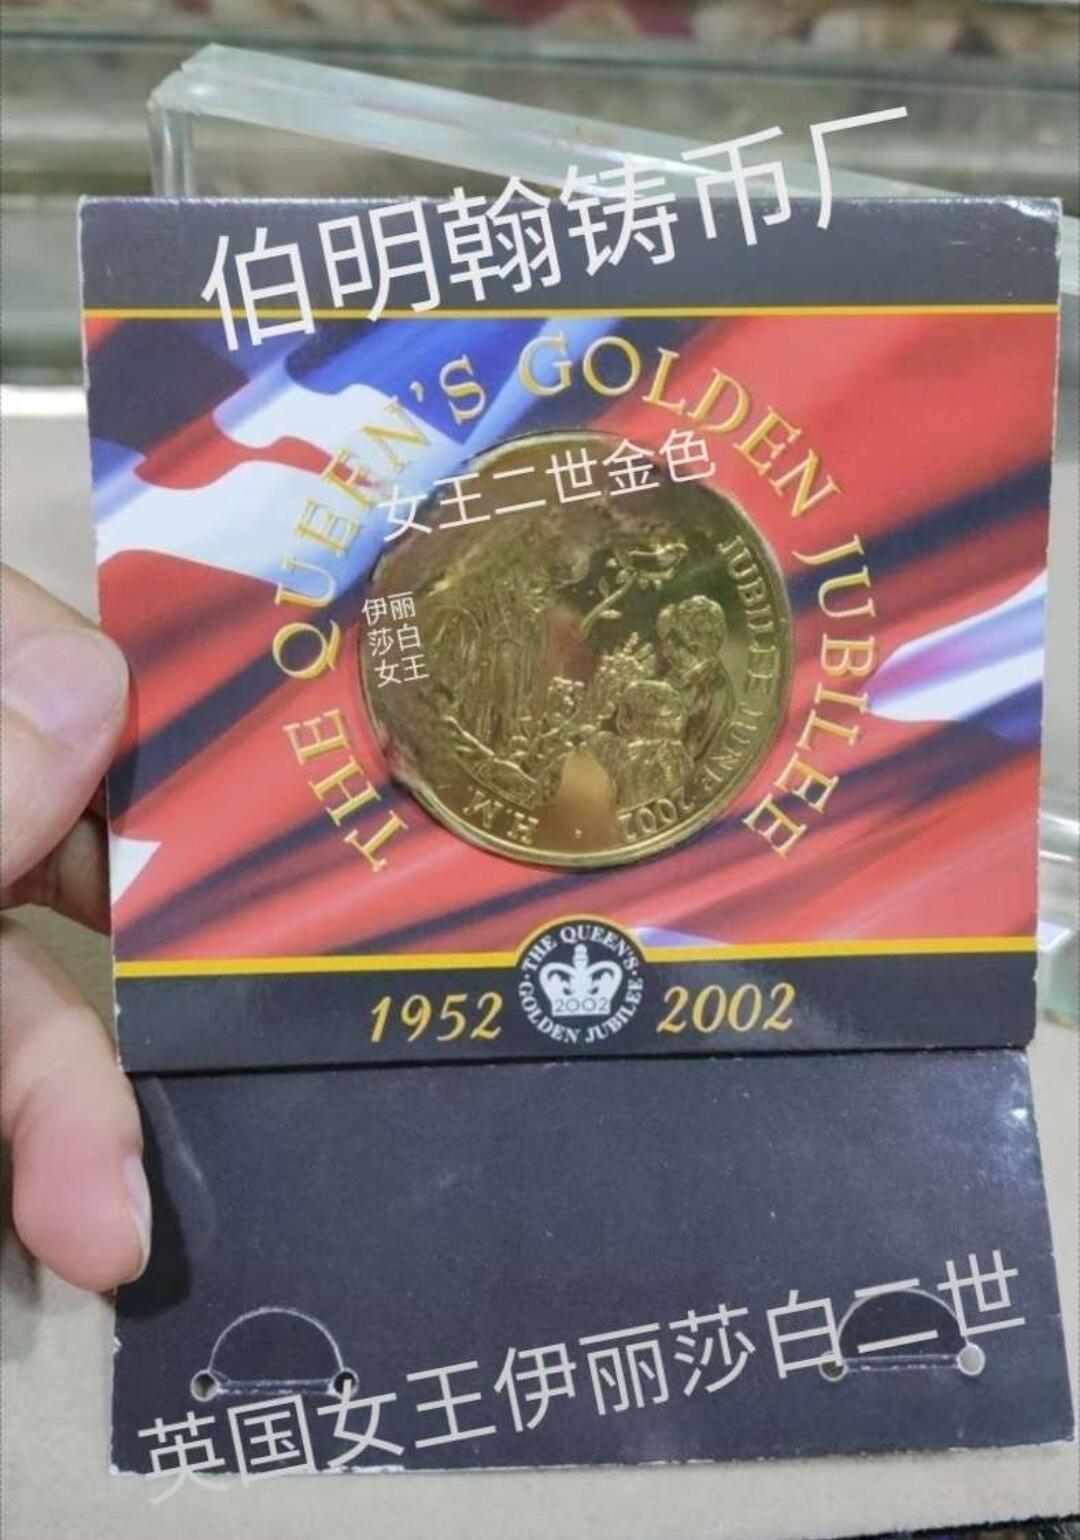 伯明翰铸币厂
THE QUEEN'S GOLDEN JUBILEE
女王二世金色
伊丽
莎白
女王
H.M.
JUBILEE JUNE 2002
1952
THE QUEEN'S GOLDEN JUBILEE
2002
2002
英国女王伊丽莎白二世